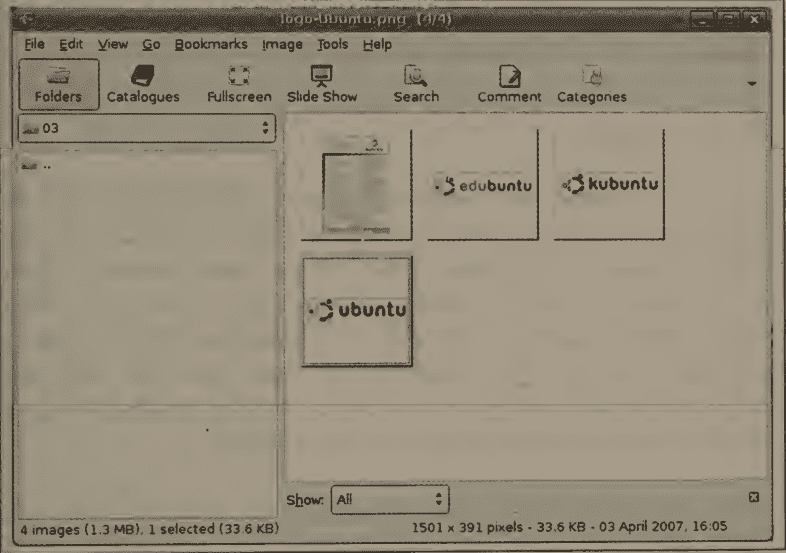 logo-Ubuntu.png (4/4)
File Edit View Go Bookmarks Image Tools Help
Folders Catalogues Fullscreen Slide Show Search Comment Categories
03
..
edubuntu
kubuntu
ubuntu
Show: All
4 images (1.3 MB), 1 selected (33.6 KB)
1501 x 391 pixels - 33.6 KB - 03 April 2007, 16:05